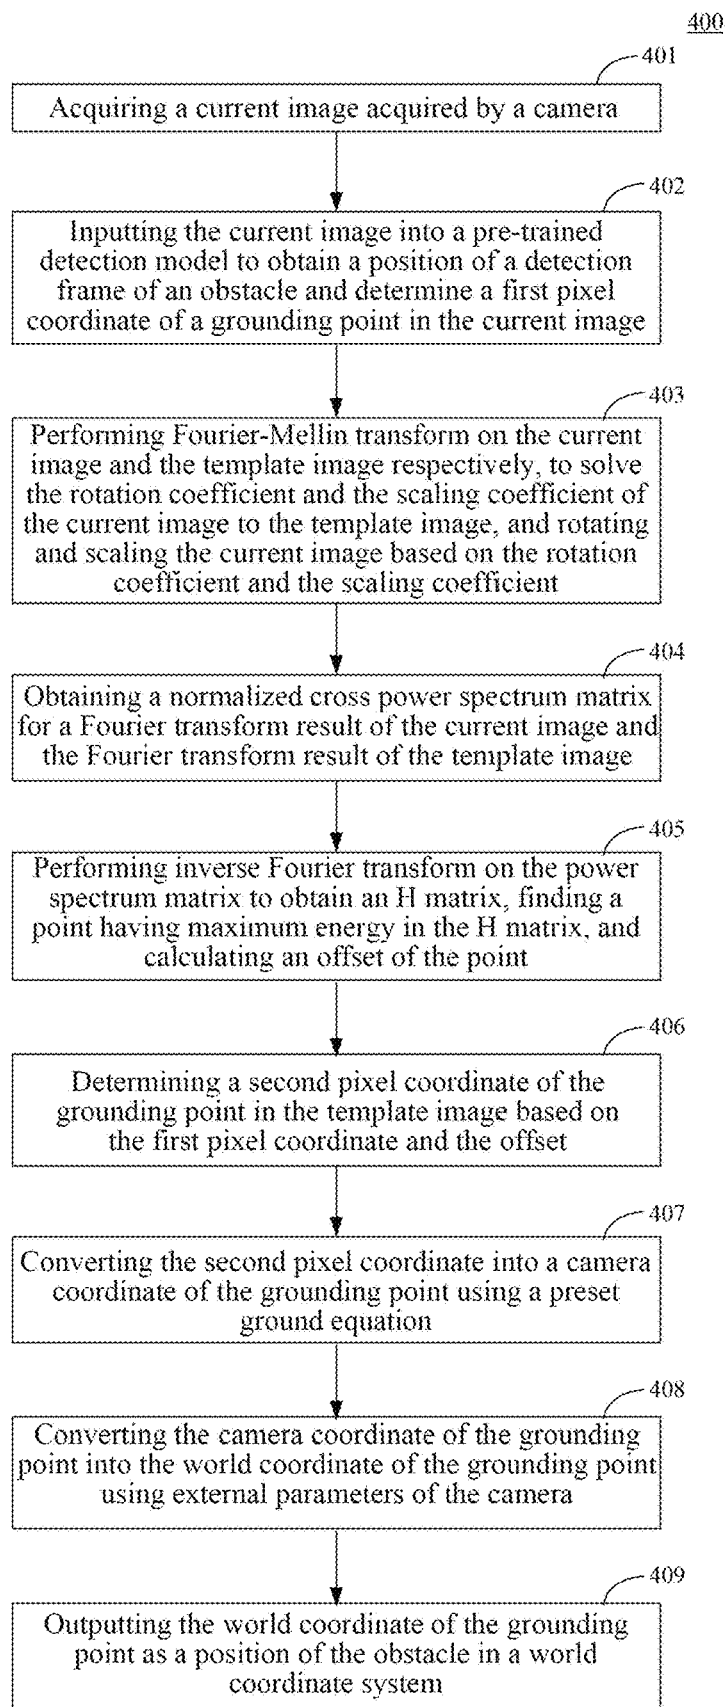 400
401
Acquiring a current image acquired by a camera
402
Inputting the current image into a pre-trained
detection model to obtain a position of a detection
frame of an obstacle and determine a first pixel
coordinate of a grounding point in the current image
403
Performing Fourier-Mellin transform on the current
image and the template image respectively, to solve
the rotation coefficient and the scaling coefficient of
the current image to the template image, and rotating
and scaling the current image based on the rotation
coefficient and the scaling coefficient
404
Obtaining a normalized cross power spectrum matrix
for a Fourier transform result of the current image and
the Fourier transform result of the template image
405
Performing inverse Fourier transform on the power
spectrum matrix to obtain an H matrix, finding a
point having maximum energy in the H matrix, and
calculating an offset of the point
406
Determining a second pixel coordinate of the
grounding point in the template image based on
the first pixel coordinate and the offset
407
Converting the second pixel coordinate into a camera
coordinate of the grounding point using a preset
ground equation
408
Converting the camera coordinate of the grounding
point into the world coordinate of the grounding point
using external parameters of the camera
409
Outputting the world coordinate of the grounding
point as a position of the obstacle in a world
coordinate system